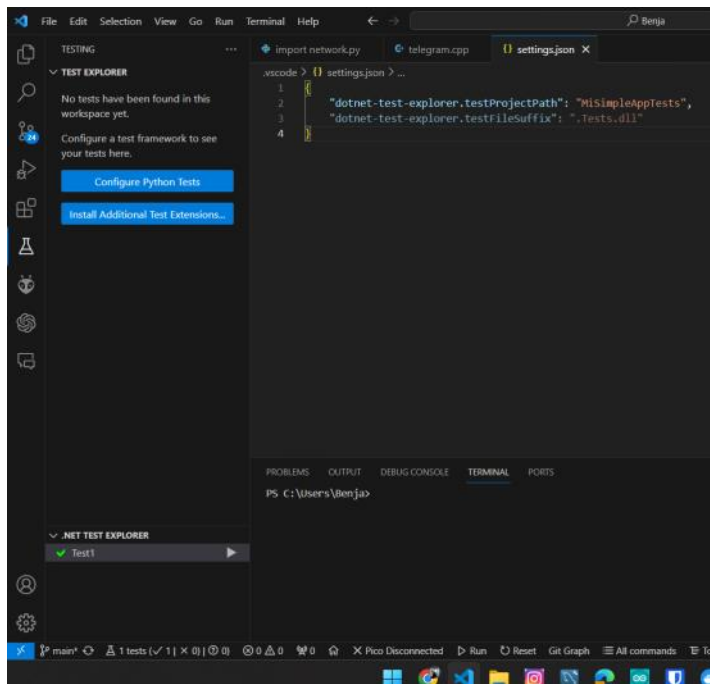 File Edit Selection View Go Run Terminal Help
Benja
TESTING
import network.py
telegram.cpp
{} settings.json
TEST EXPLORER
No tests have been found in this
workspace yet.
Configure a test framework to see
your tests here.
Configure Python Tests
Install Additional Test Extensions...
24
.vscode > {} settings.json > ...
1 {
2 "dotnet-test-explorer.testProjectPath": "MiSimpleAppTests",
3 "dotnet-test-explorer.testFileSuffix": ".Tests.dll"
4 }
PROBLEMS OUTPUT DEBUG CONSOLE TERMINAL PORTS
PS C:\Users\Benja>
.NET TEST EXPLORER
Test1
main* 1 tests (✓ 1 | × 0) | 0) 0 0 0 Pico Disconnected Run Reset Git Graph All commands